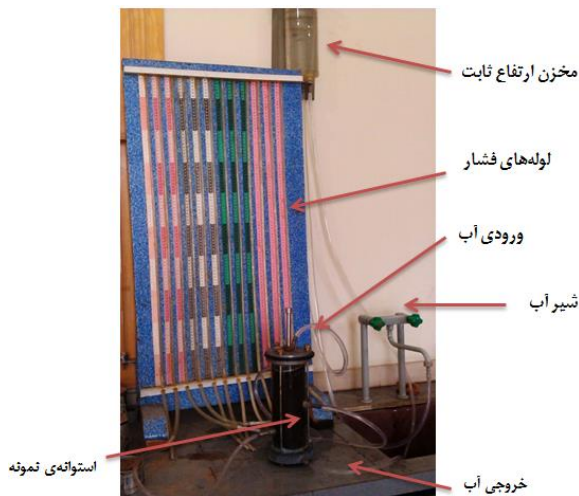 مخزن ارتفاع ثابت
لوله‌های فشار
ورودی آب
شیر آب
استوانه‌ی نمونه
خروجی آب